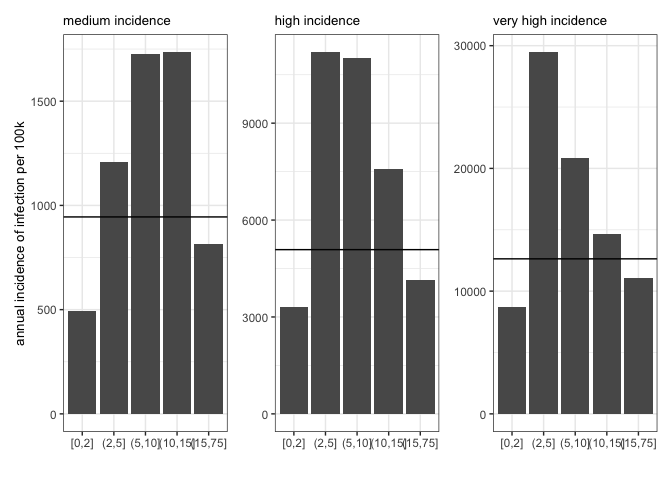 medium incidence
high incidence
very high incidence
annual incidence of infection per 100k
1500
1000
500
0
[0,2] (2,5] (5,10] (10,15] (15,75]
9000
6000
3000
0
[0,2] (2,5] (5,10] (10,15] (15,75]
30000
20000
10000
0
[0,2] (2,5] (5,10] (10,15] (15,75]